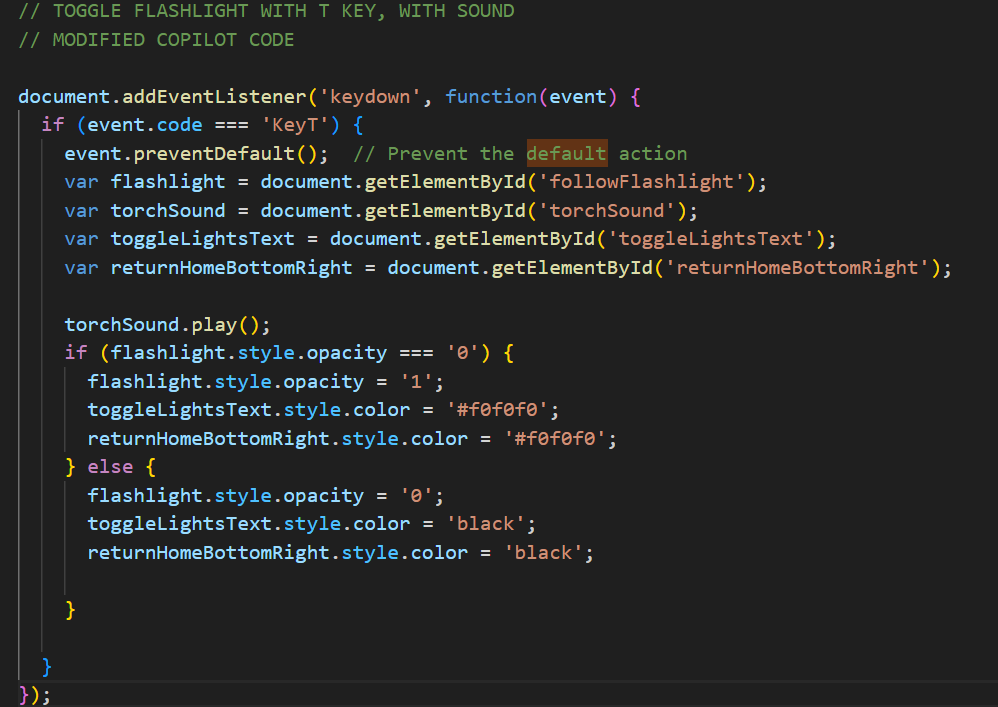 // TOGGLE FLASHLIGHT WITH T KEY, WITH SOUND
// MODIFIED COPILOT CODE
document.addEventListener('keydown', function(event) {
if (event.code === 'KeyT') {
event.preventDefault(); // Prevent the default action
var flashlight = document.getElementById('followFlashlight');
var torchSound = document.getElementById('torchSound');
var toggleLightsText = document.getElementById('toggleLightsText');
var returnHomeBottomRight = document.getElementById('returnHomeBottomRight');
torchSound.play();
if (flashlight.style.opacity === '0') {
flashlight.style.opacity = '1';
toggleLightsText.style.color = '#f0f0f0';
returnHomeBottomRight.style.color = '#f0f0f0';
} else {
flashlight.style.opacity = '0';
toggleLightsText.style.color = 'black';
returnHomeBottomRight.style.color = 'black';
}
}
});